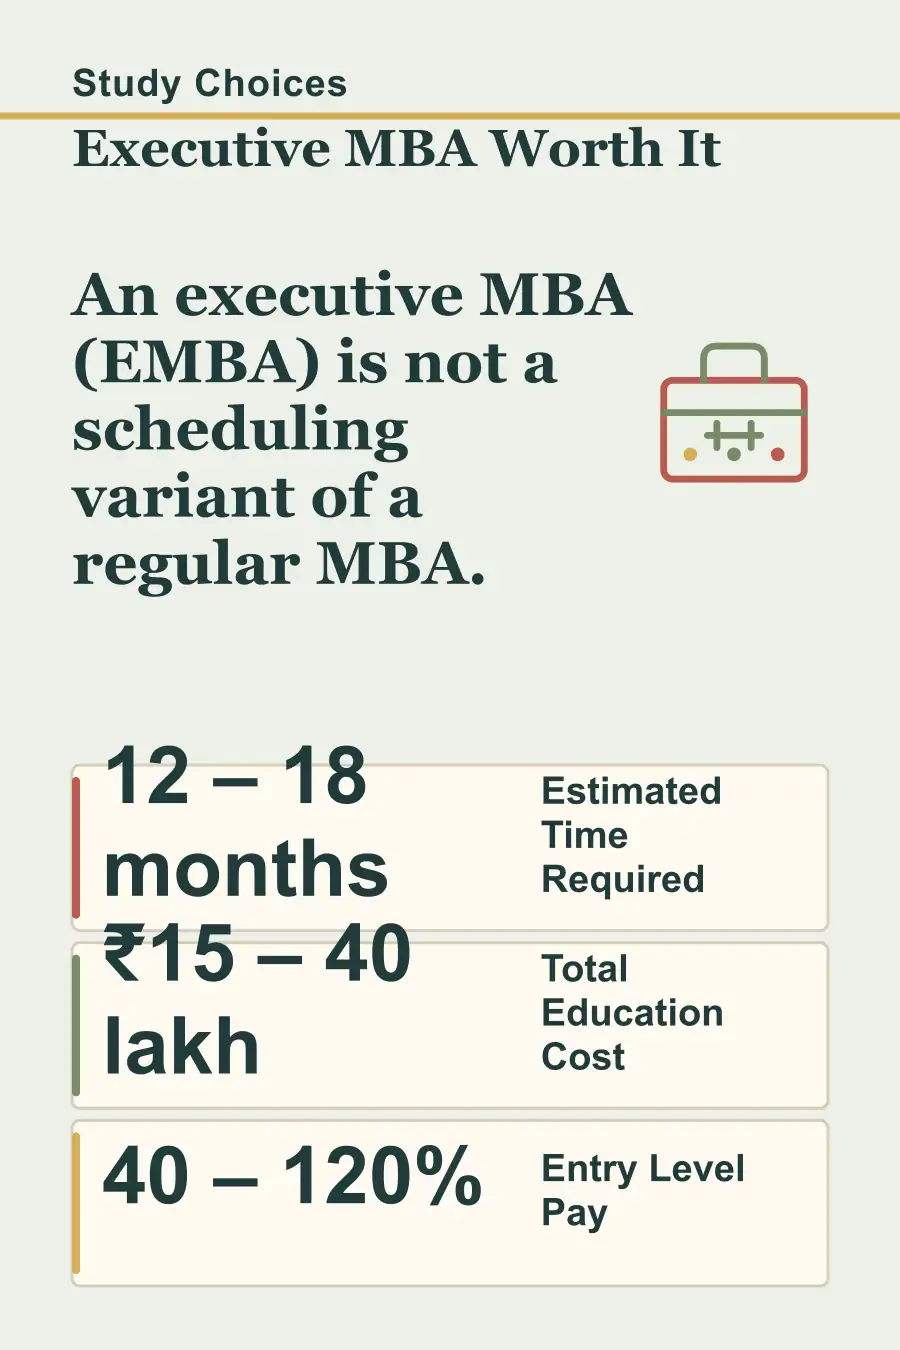 Study Choices
Executive MBA Worth It
An executive MBA
(EMBA) is not a
scheduling
variant of a
regular MBA.
12 – 18
months
Estimated
Time
Required
₹15 – 40
lakh
Total
Education
Cost
40 – 120%
Entry Level
Pay